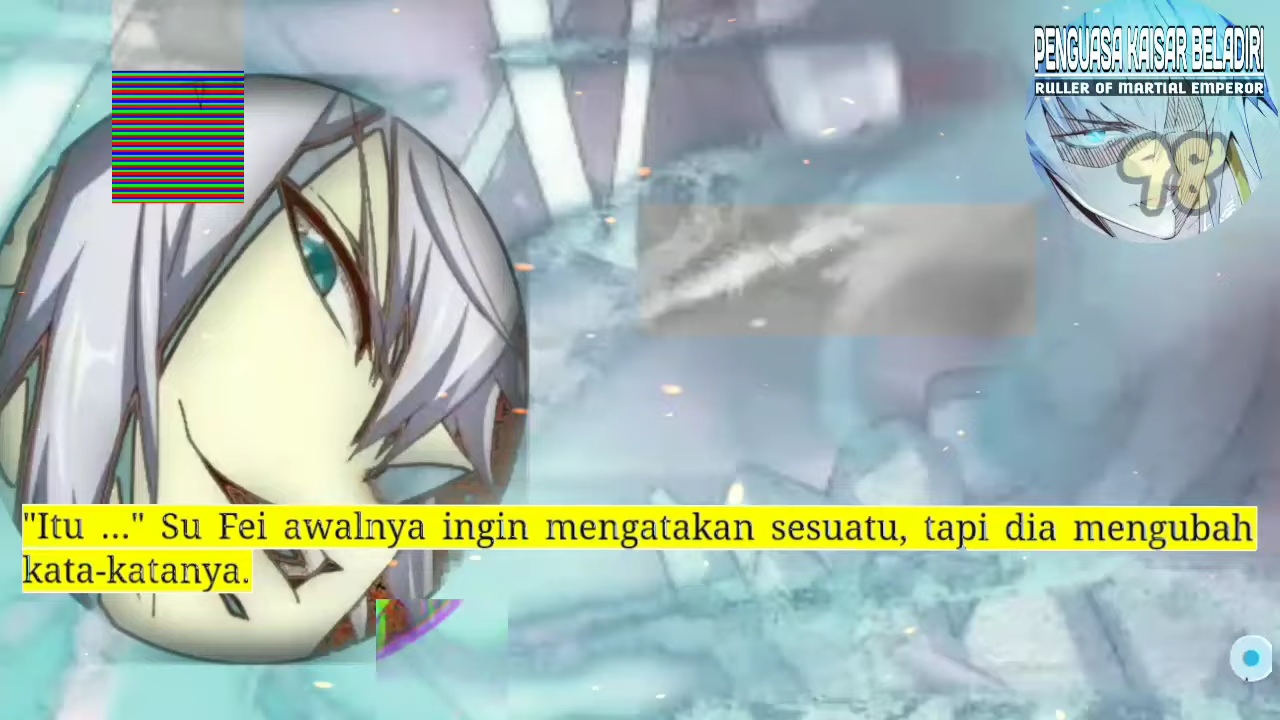 PENGUASA KAISAR BELADIRI
RULLER OF MARTIAL EMPEROR
98
"Itu ..." Su Fei awalnya ingin mengatakan sesuatu, tapi dia mengubah
kata-katanya.